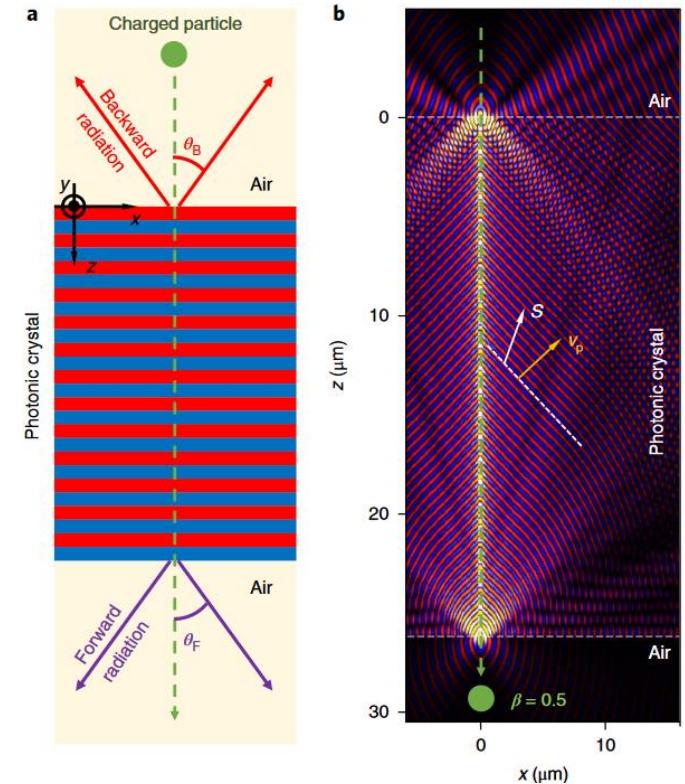 a
Charged particle
Backward
radiation
θB
Air
y
x
z
Photonic crystal
Air
Forward
radiation
θF
b
Air
0
10
20
30
z (μm)
S
vp
Photonic crystal
Air
β = 0.5
0
10
x (μm)